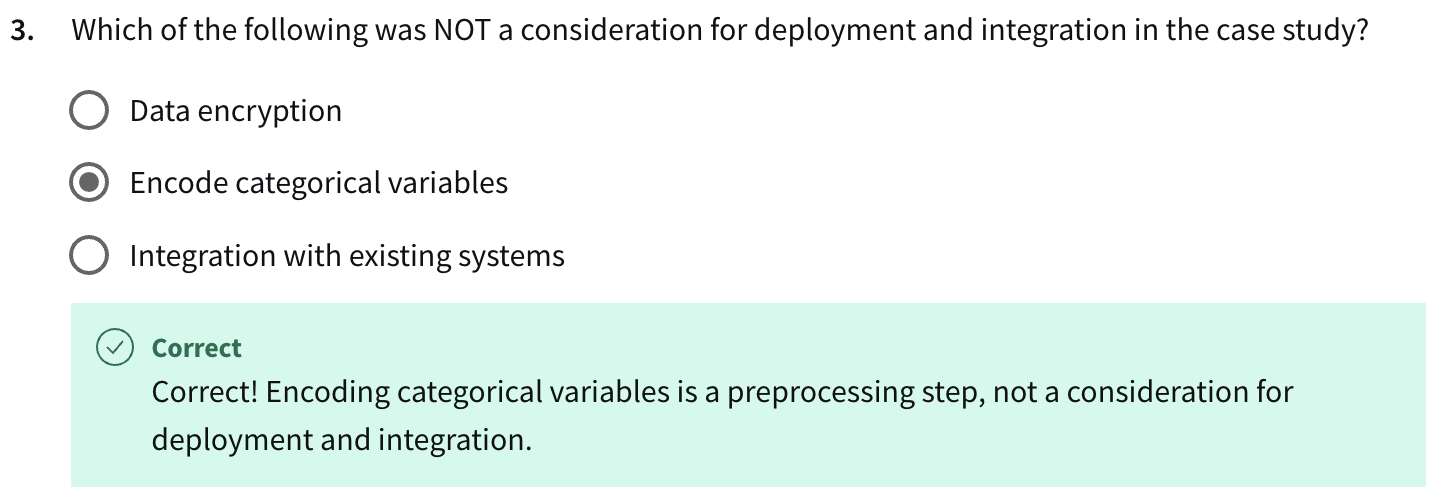 3. Which of the following was NOT a consideration for deployment and integration in the case study?
Data encryption
Encode categorical variables
Integration with existing systems
Correct
Correct! Encoding categorical variables is a preprocessing step, not a consideration for
deployment and integration.